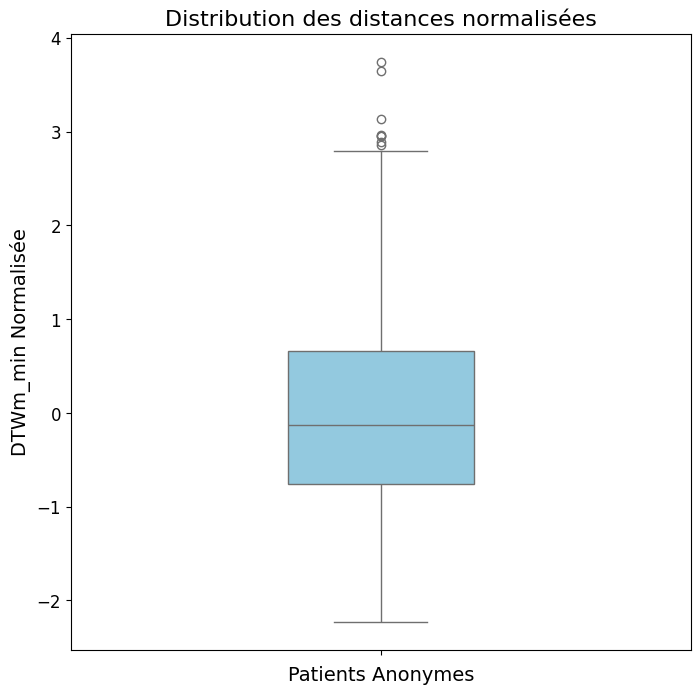 Distribution des distances normalisées
4
3
2
1
0
−1
−2
DTWm_min Normalisée
Patients Anonymes